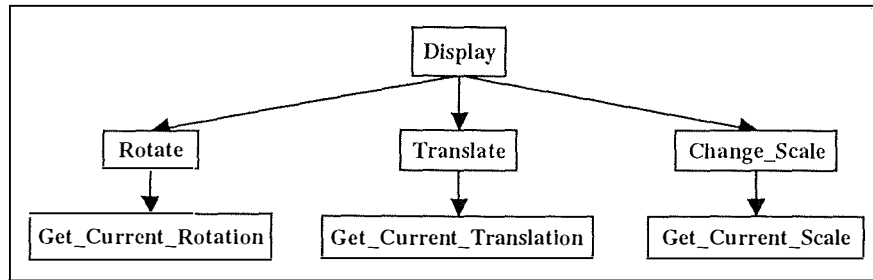 Display
Rotate
Translate
Change_Scale
Get_Current_Rotation
Get_Current_Translation
Get_Current_Scale